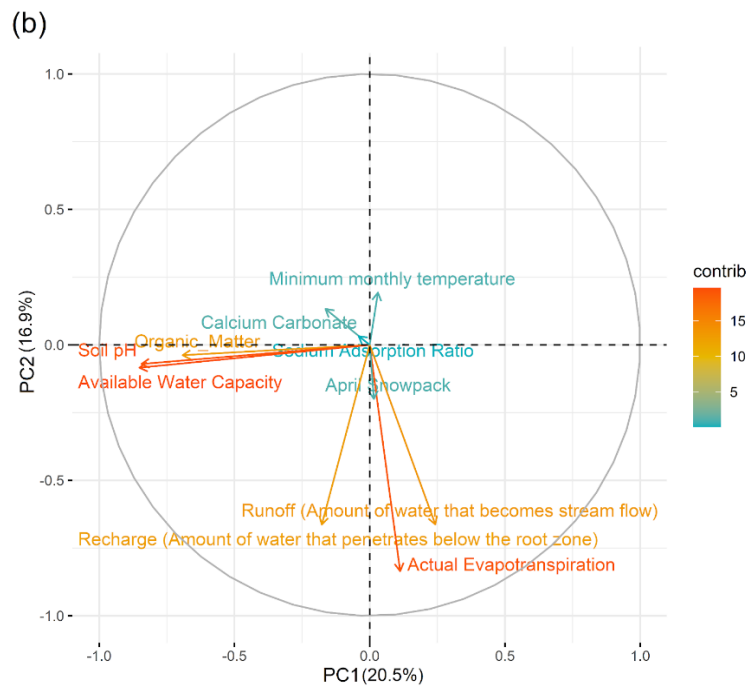 (b)
1.0
0.5
0.0
-0.5
-1.0
PC2 (16.9%)
Minimum monthly temperature
Calcium Carbonate
Organic Matter
Soil pH
Sodium Adsorption Ratio
Available Water Capacity
April Snowpack
Runoff (Amount of water that becomes stream flow)
Recharge (Amount of water that penetrates below the root zone)
Actual Evapotranspiration
-1.0 -0.5 0.0 0.5 1.0
PC1(20.5%)
contrib
15
10
5